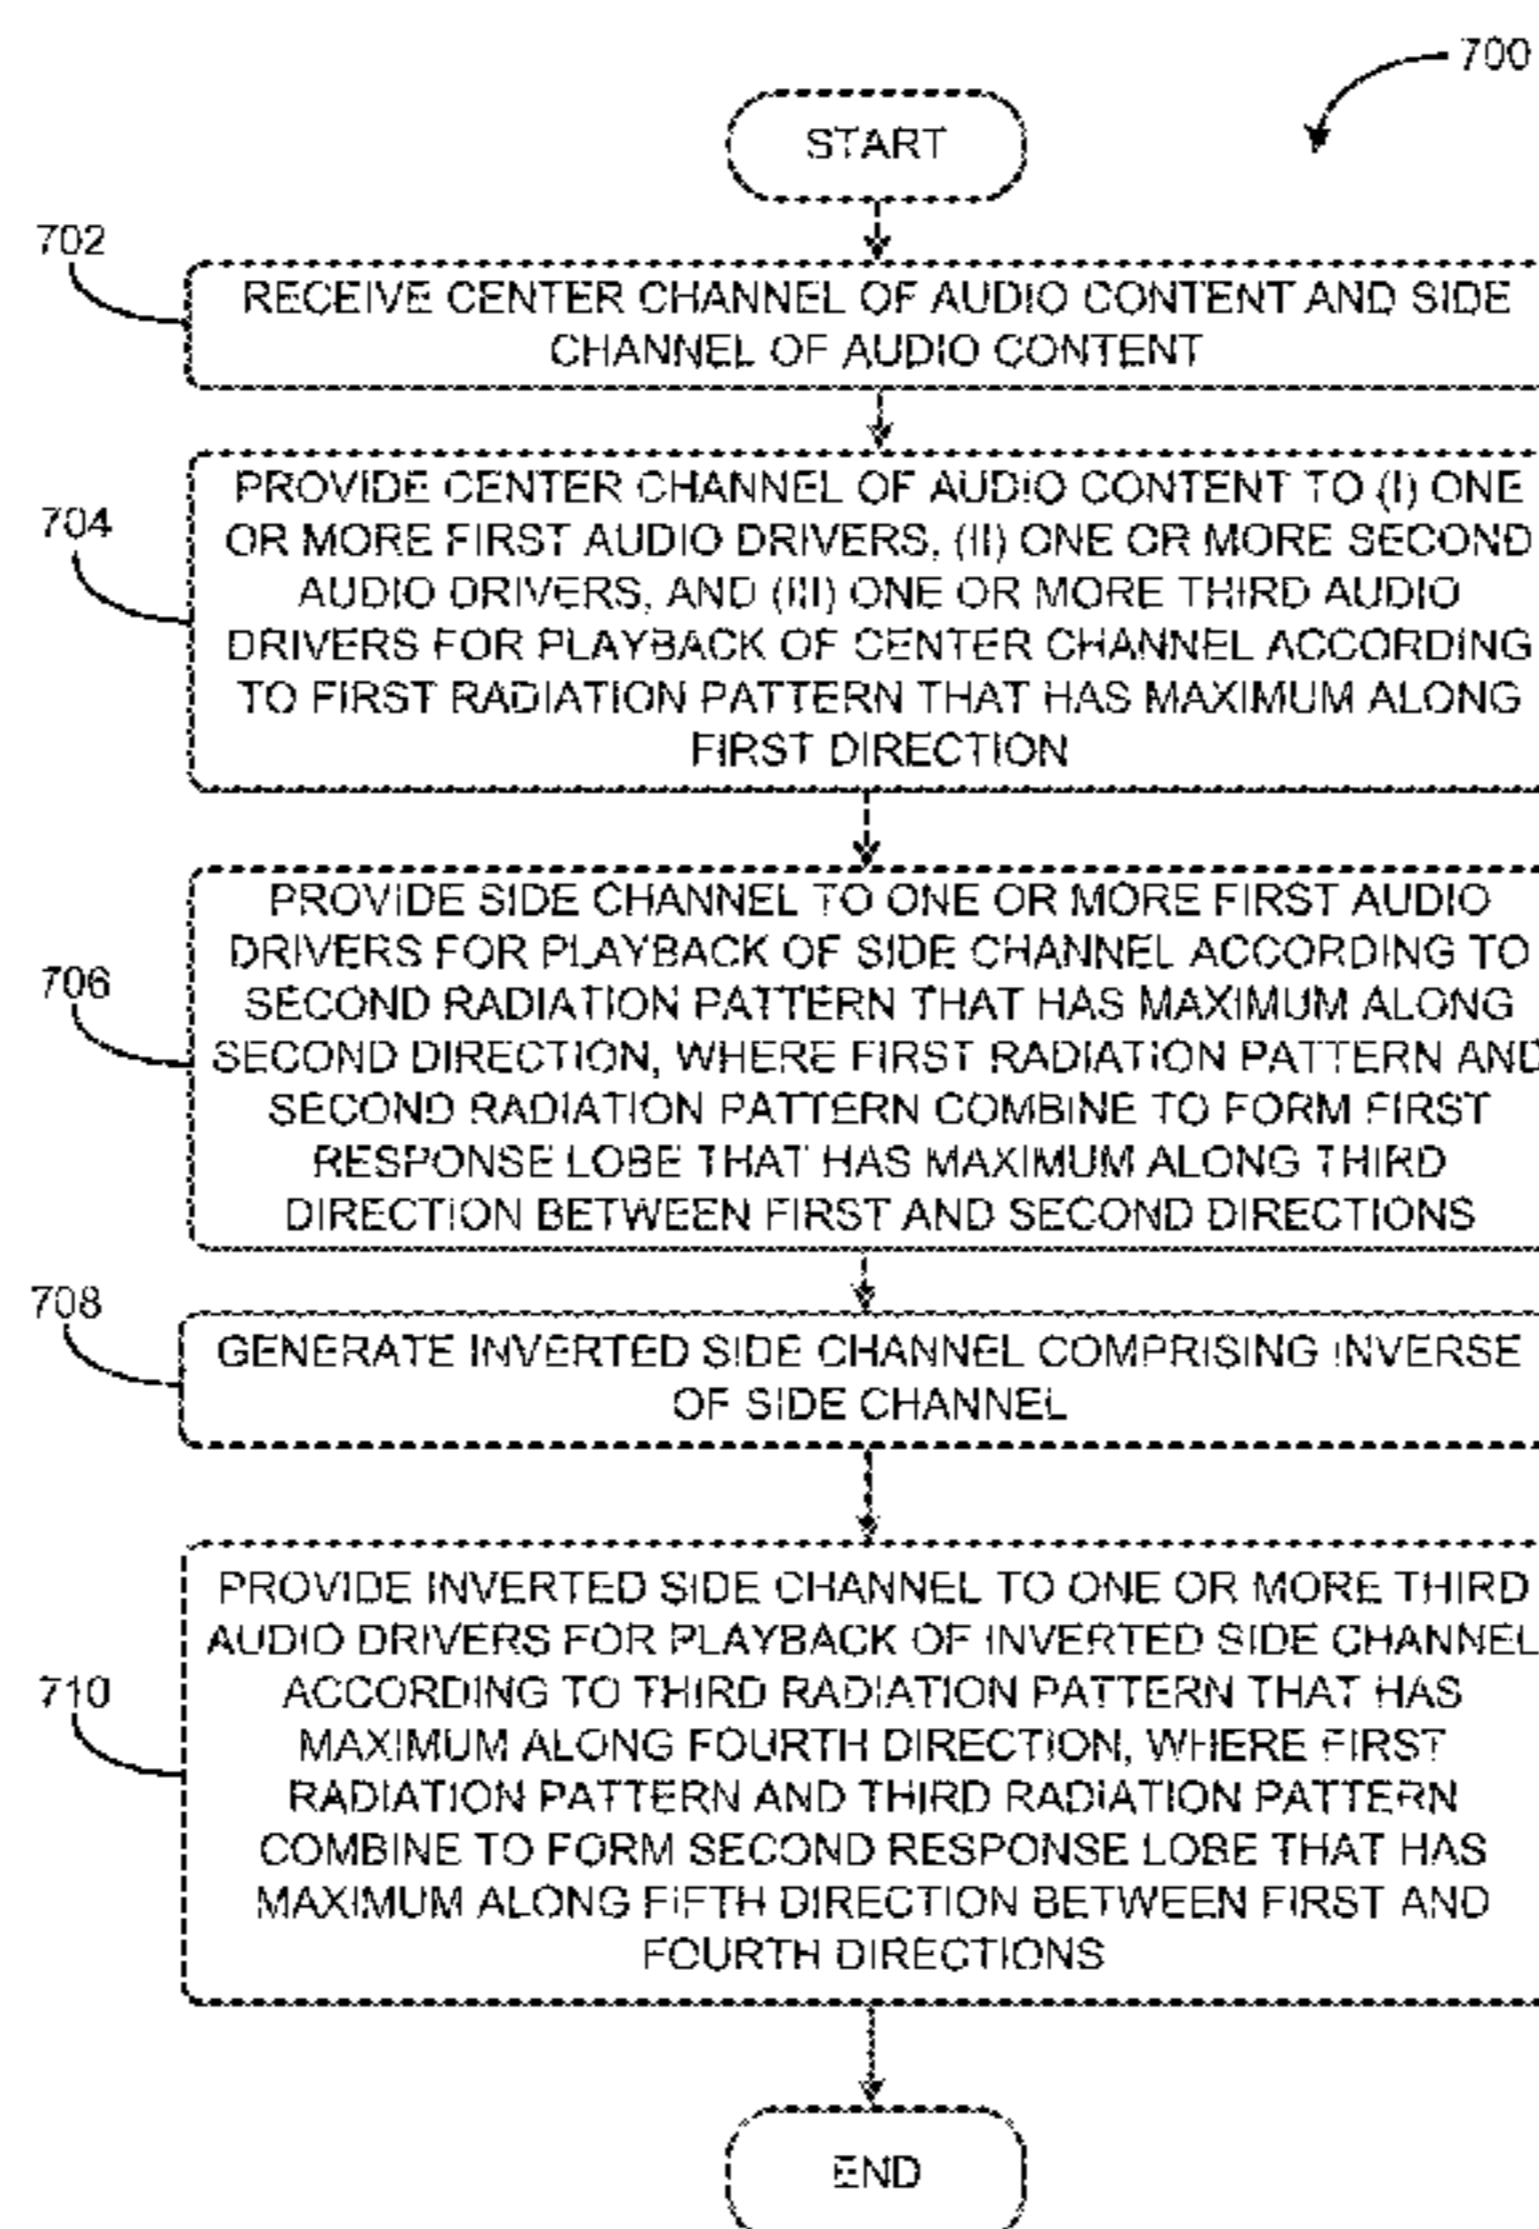 700
START
702
RECEIVE CENTER CHANNEL OF AUDIO CONTENT AND SIDE
CHANNEL OF AUDIO CONTENT
704
PROVIDE CENTER CHANNEL OF AUDIO CONTENT TO (I) ONE
OR MORE FIRST AUDIO DRIVERS, (II) ONE OR MORE SECOND
AUDIO DRIVERS, AND (III) ONE OR MORE THIRD AUDIO
DRIVERS FOR PLAYBACK OF CENTER CHANNEL ACCORDING
TO FIRST RADIATION PATTERN THAT HAS MAXIMUM ALONG
FIRST DIRECTION
706
PROVIDE SIDE CHANNEL TO ONE OR MORE FIRST AUDIO
DRIVERS FOR PLAYBACK OF SIDE CHANNEL ACCORDING TO
SECOND RADIATION PATTERN THAT HAS MAXIMUM ALONG
SECOND DIRECTION, WHERE FIRST RADIATION PATTERN AND
SECOND RADIATION PATTERN COMBINE TO FORM FIRST
RESPONSE LOBE THAT HAS MAXIMUM ALONG THIRD
DIRECTION BETWEEN FIRST AND SECOND DIRECTIONS
708
GENERATE INVERTED SIDE CHANNEL COMPRISING INVERSE
OF SIDE CHANNEL
710
PROVIDE INVERTED SIDE CHANNEL TO ONE OR MORE THIRD
AUDIO DRIVERS FOR PLAYBACK OF INVERTED SIDE CHANNEL
ACCORDING TO THIRD RADIATION PATTERN THAT HAS
MAXIMUM ALONG FOURTH DIRECTION, WHERE FIRST
RADIATION PATTERN AND THIRD RADIATION PATTERN
COMBINE TO FORM SECOND RESPONSE LOBE THAT HAS
MAXIMUM ALONG FIFTH DIRECTION BETWEEN FIRST AND
FOURTH DIRECTIONS
END